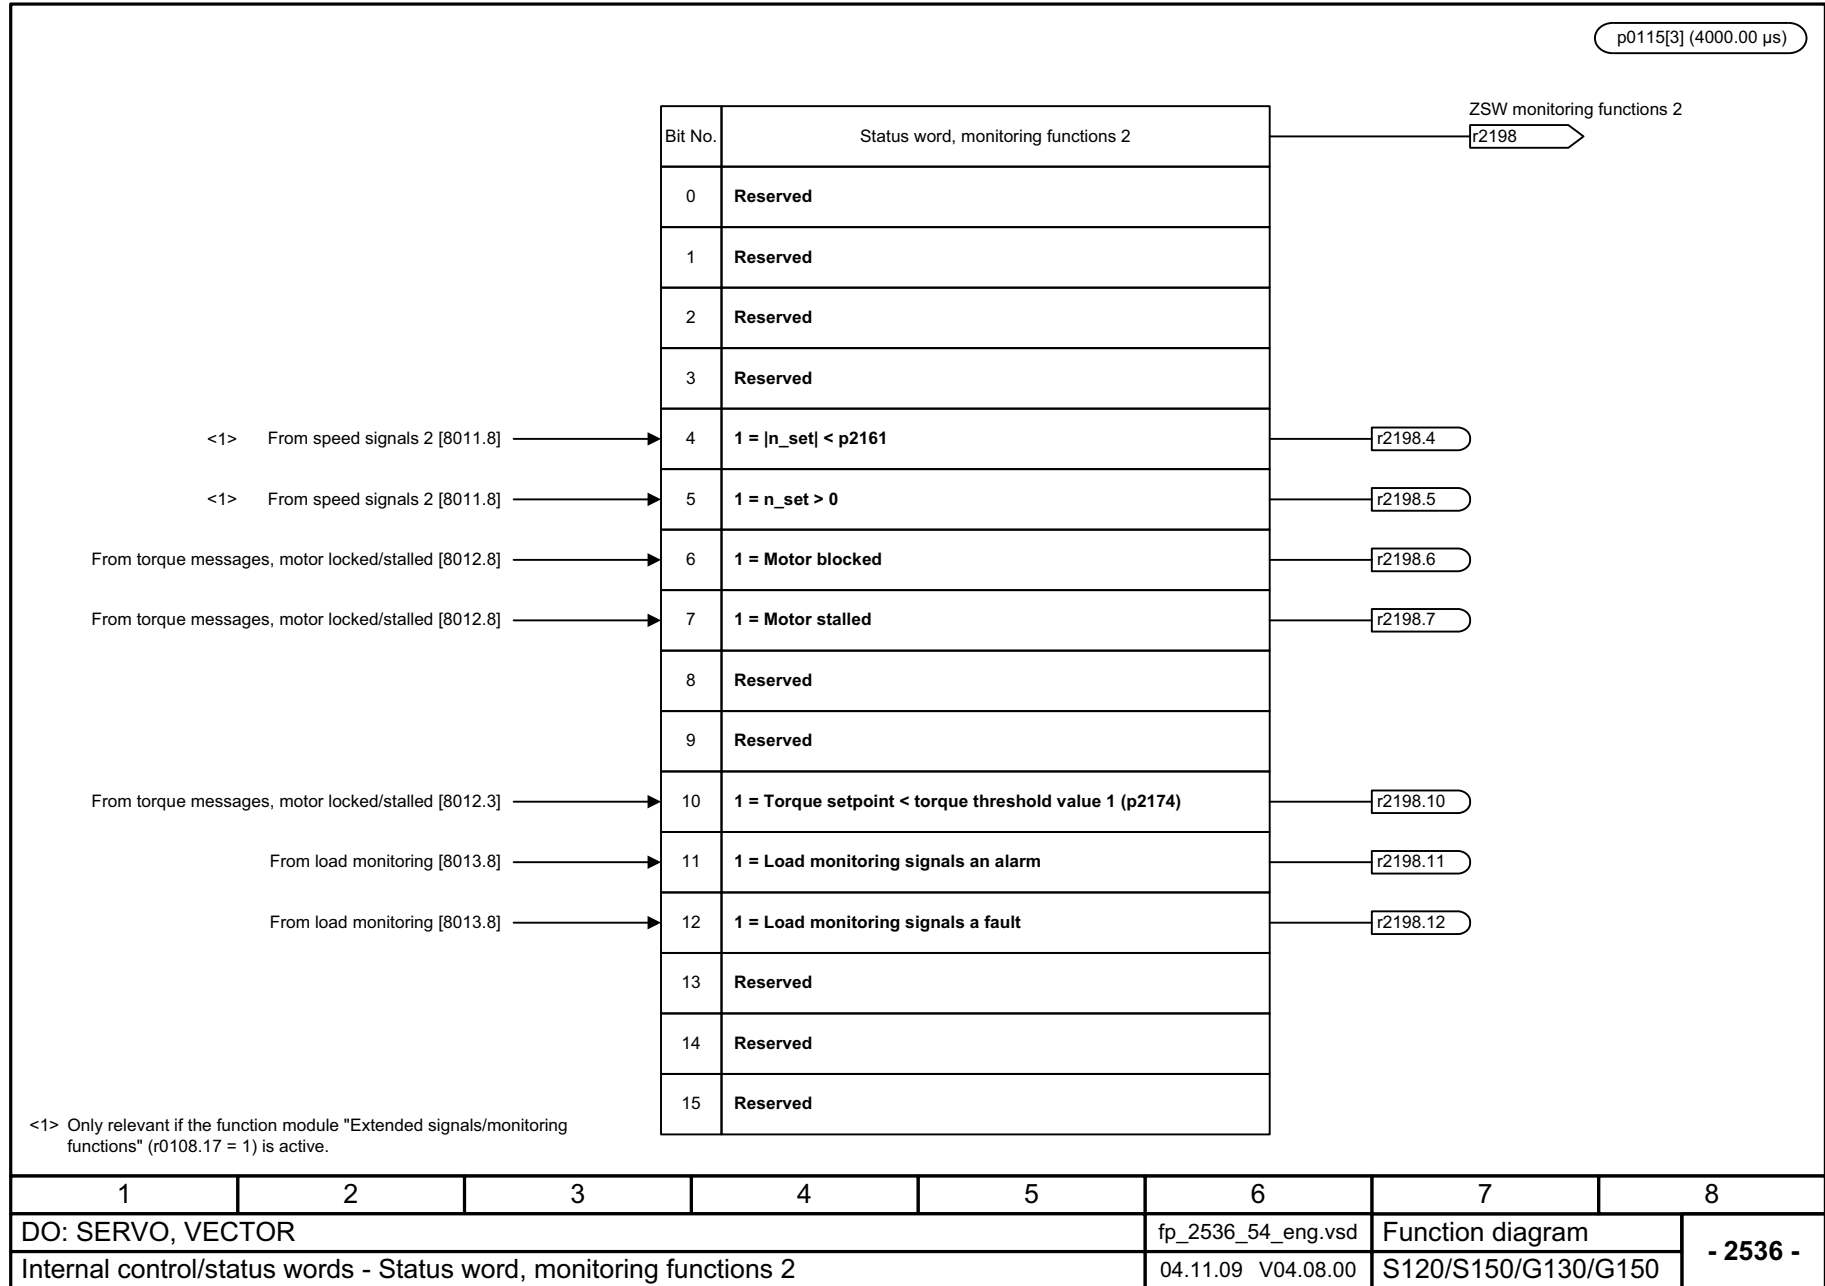 p0115[3] (4000.00 µs)
ZSW monitoring functions 2
Bit No. Status word, monitoring functions 2 r2198
0 Reserved
1 Reserved
2 Reserved
3 Reserved
<1> From speed signals 2 [8011.8] 4 1 = |n_set| < p2161 r2198.4
<1> From speed signals 2 [8011.8] 5 1 = n_set > 0 r2198.5
From torque messages, motor locked/stalled [8012.8] 6 1 = Motor blocked r2198.6
From torque messages, motor locked/stalled [8012.8] 7 1 = Motor stalled r2198.7
8 Reserved
9 Reserved
From torque messages, motor locked/stalled [8012.3] 10 1 = Torque setpoint < torque threshold value 1 (p2174) r2198.10
From load monitoring [8013.8] 11 1 = Load monitoring signals an alarm r2198.11
From load monitoring [8013.8] 12 1 = Load monitoring signals a fault r2198.12
13 Reserved
14 Reserved
15 Reserved
<1> Only relevant if the function module "Extended signals/monitoring
functions" (r0108.17 = 1) is active.
1 2 3 4 5 6 7 8
DO: SERVO, VECTOR fp_2536_54_eng.vsd Function diagram - 2536 -
Internal control/status words - Status word, monitoring functions 2 04.11.09 V04.08.00 S120/S150/G130/G150